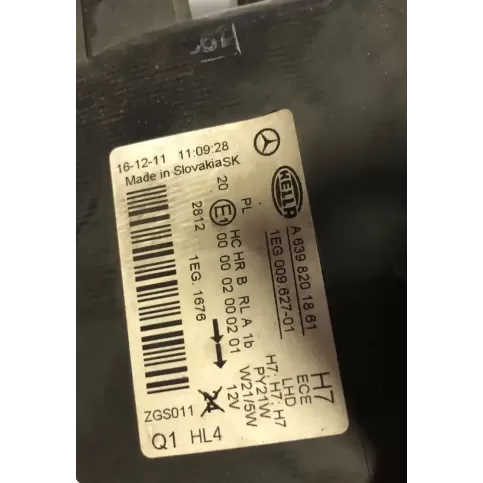 16-12-11 11:09:28
Made in SlovakiaSK
HELLA
A 639 820 18 61
1EG 009.627-01
20 PL
E1 HCHR B RL A 1b
00 00 02 00 02 01
2812 1EG. 1676
H7
ECE
LHD
H7: H7: H7
PY21W
W21/5W
24 12V
ZGS011
Q1 HL4